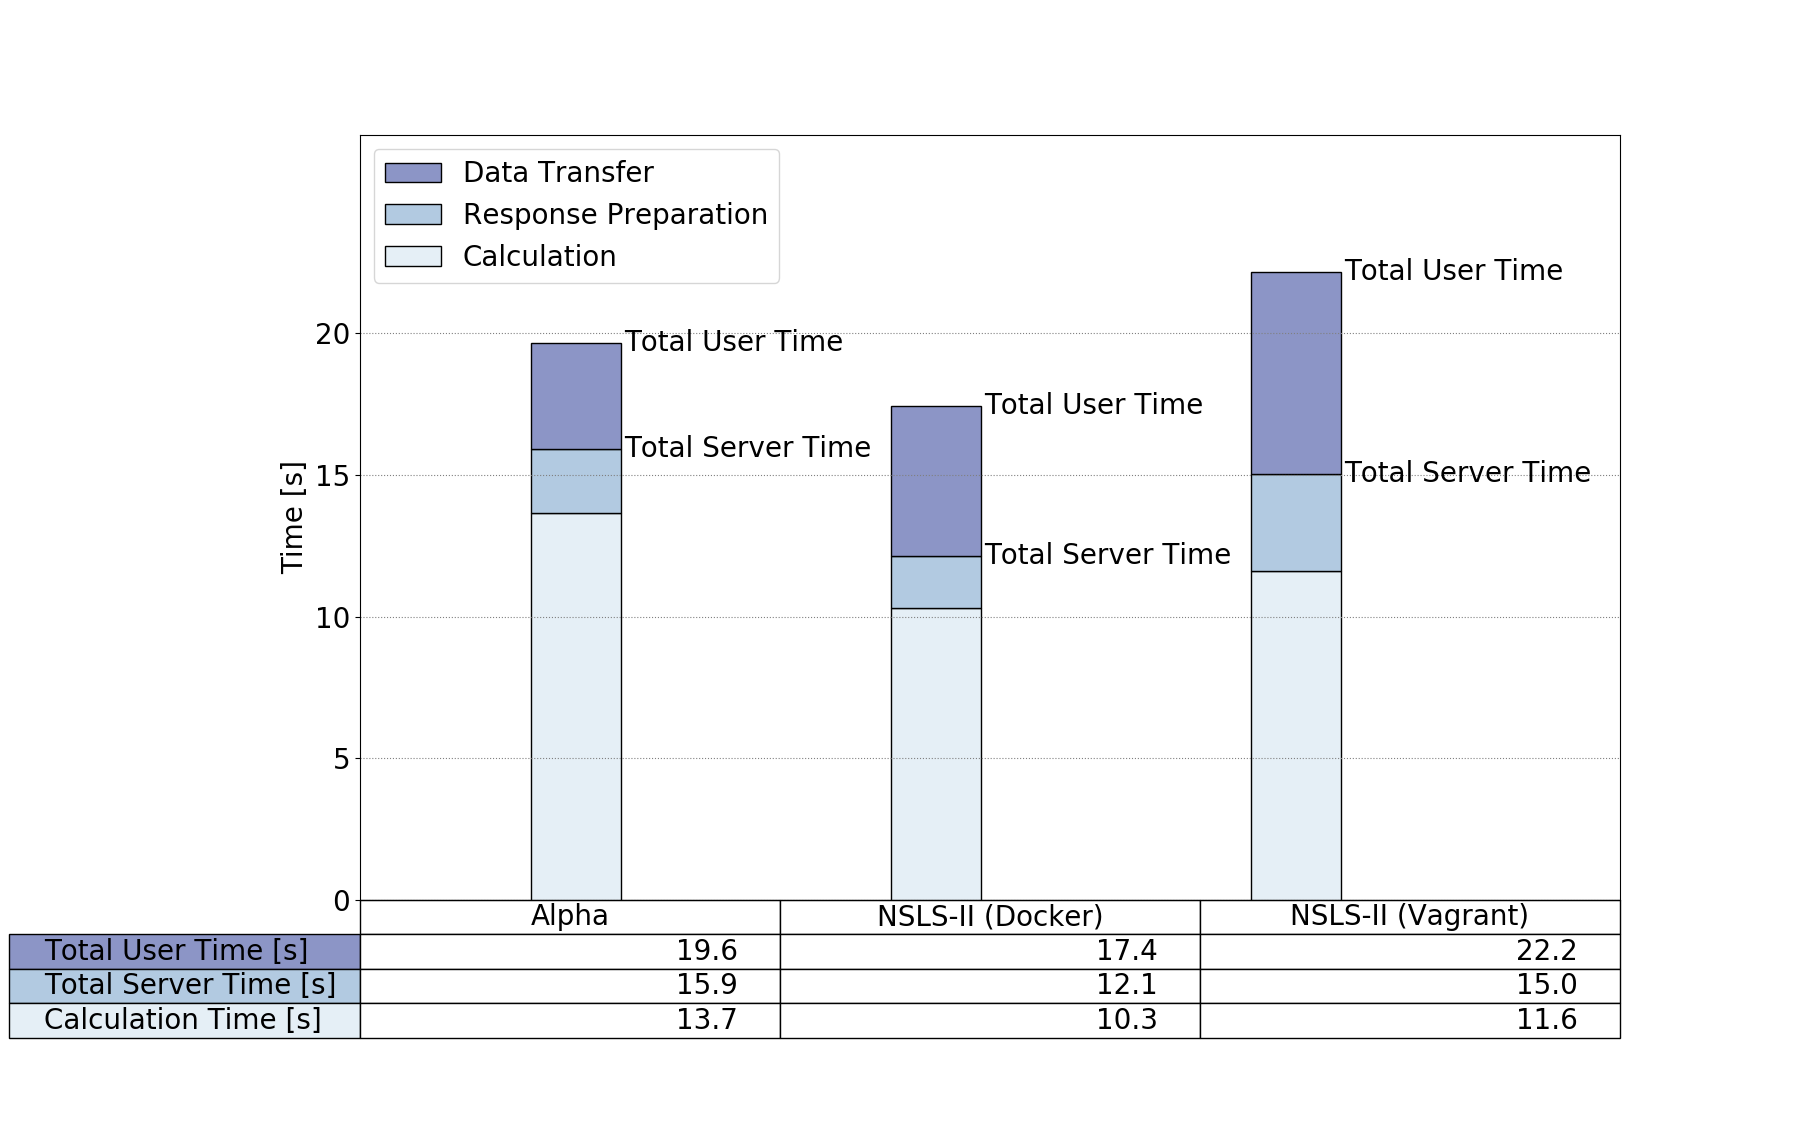 Data Transfer
Response Preparation
Calculation
Total User Time
Total User Time
Total User Time
Total Server Time
Total Server Time
Total Server Time
Time [s]
20
15
10
5
0
Alpha NSLS-II (Docker) NSLS-II (Vagrant)
Total User Time [s] 19.6 17.4 22.2
Total Server Time [s] 15.9 12.1 15.0
Calculation Time [s] 13.7 10.3 11.6